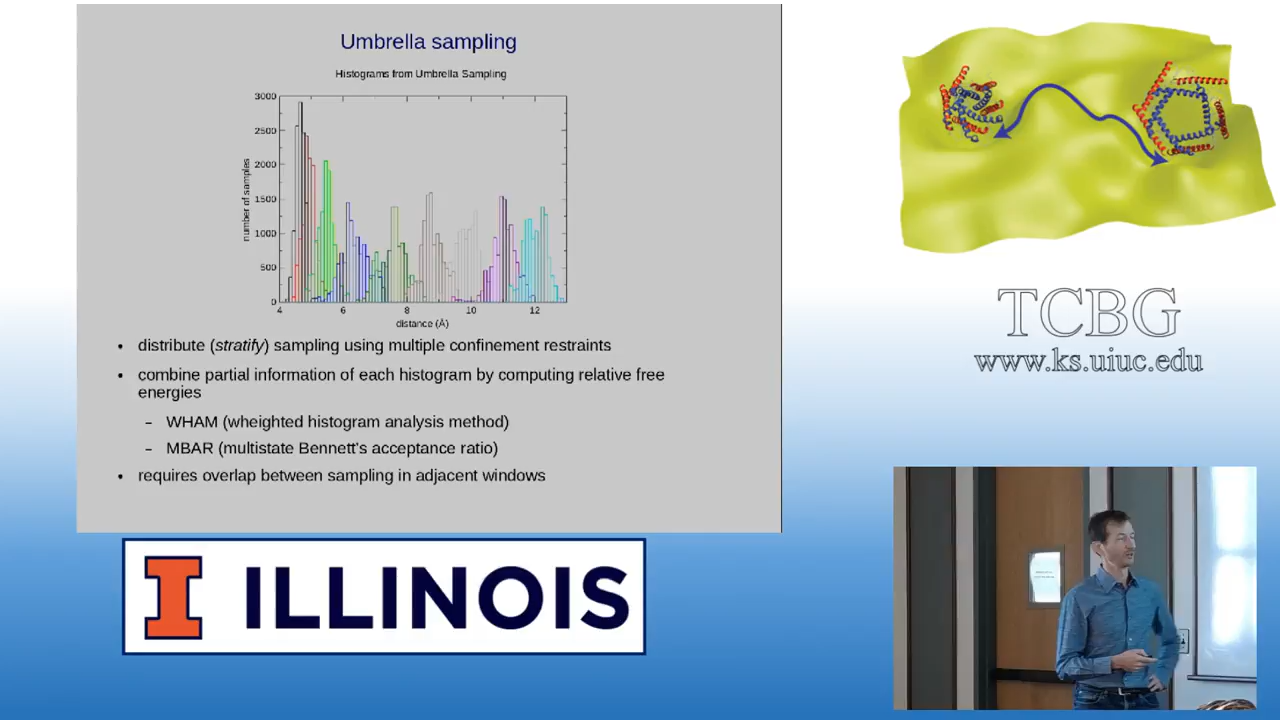 Umbrella sampling
Histograms from Umbrella Sampling
3000
2500
2000
1500
1000
500
0
number of samples
4 6 8 10 12
distance (Å)
• distribute (stratify) sampling using multiple confinement restraints
• combine partial information of each histogram by computing relative free
energies
– WHAM (wheighted histogram analysis method)
– MBAR (multistate Bennett's acceptance ratio)
• requires overlap between sampling in adjacent windows
I ILLINOIS
TCBG
www.ks.uiuc.edu